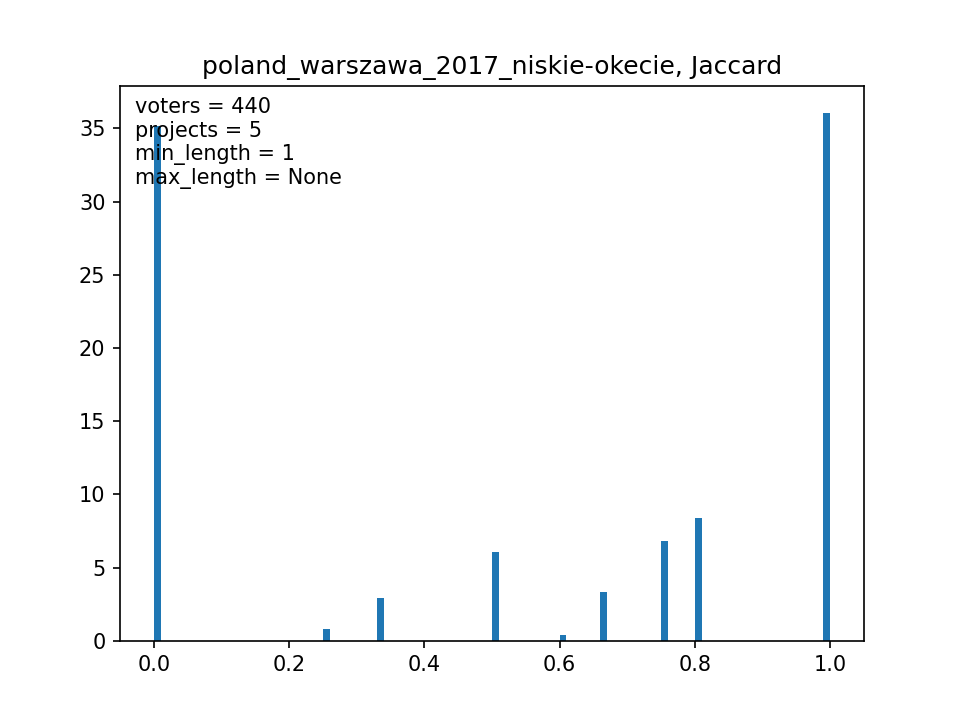 poland_warszawa_2017_niskie-okecie, Jaccard
voters = 440
projects = 5
min_length = 1
max_length = None
35
30
25
20
15
10
5
0
0.0 0.2 0.4 0.6 0.8 1.0